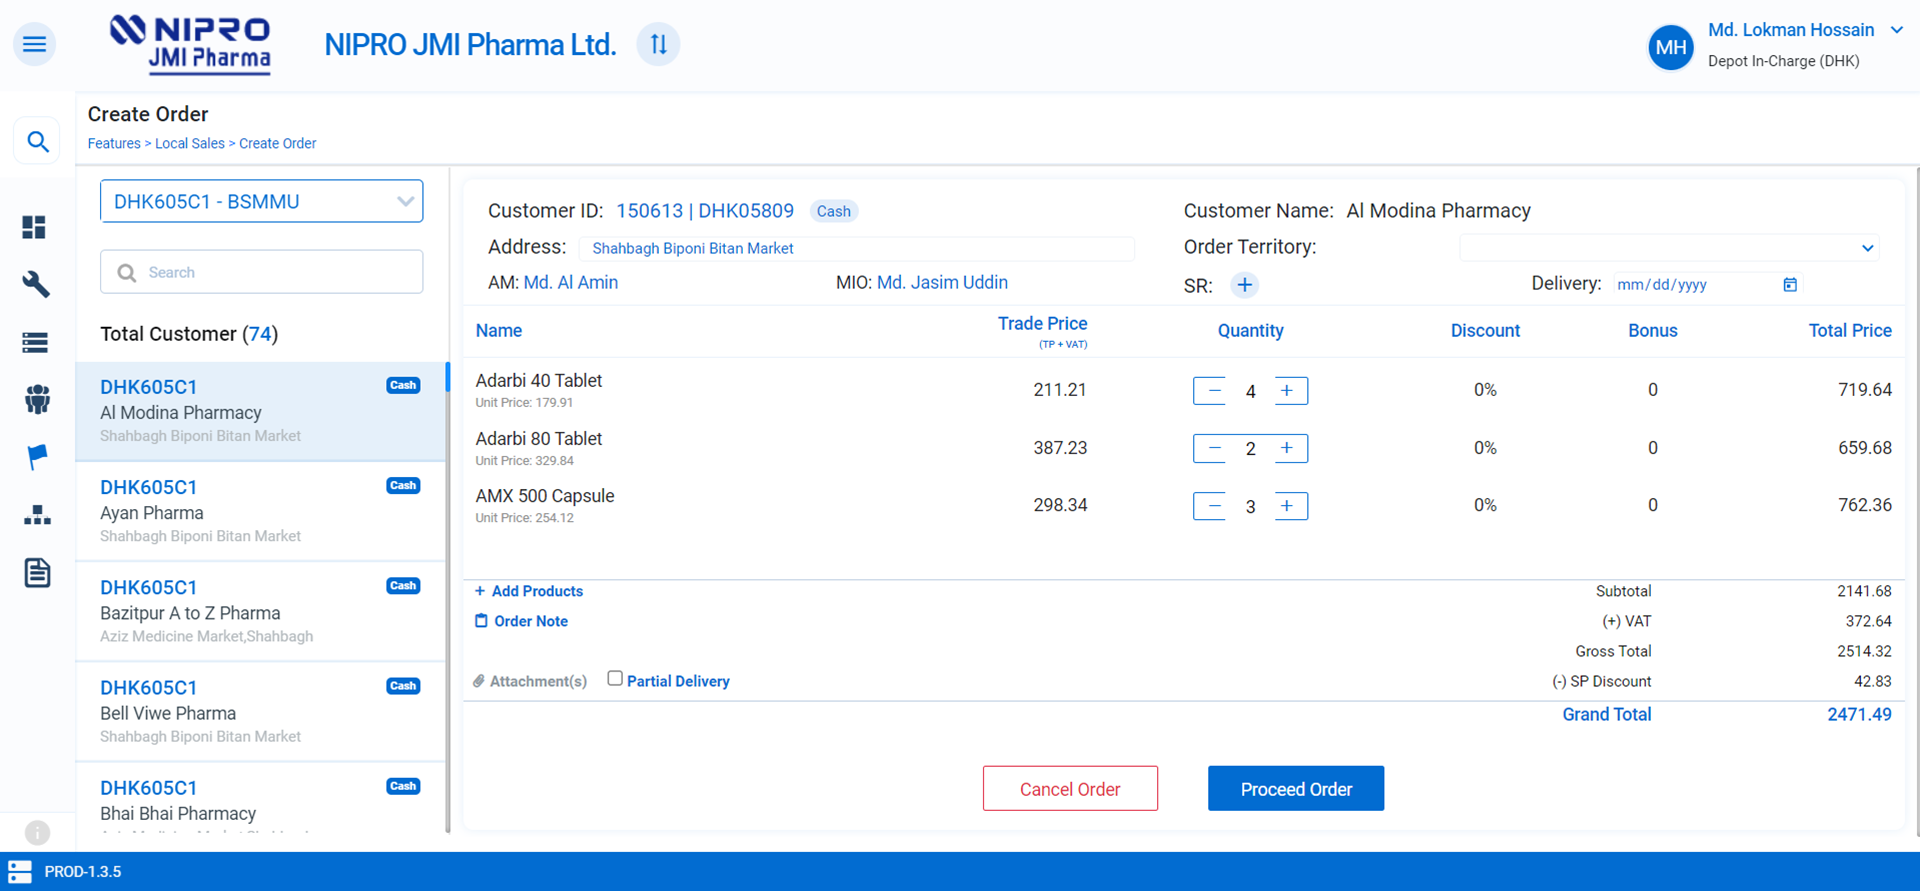 NIPRO
JMI Pharma
NIPRO JMI Pharma Ltd.
MH
Md. Lokman Hossain
Depot In-Charge (DHK)
Create Order
Features > Local Sales > Create Order
DHK605C1 - BSMMU
Search
Total Customer (74)
DHK605C1
Cash
Al Modina Pharmacy
Shahbagh Biponi Bitan Market
DHK605C1
Cash
Ayan Pharma
Shahbagh Biponi Bitan Market
DHK605C1
Cash
Bazitpur A to Z Pharma
Aziz Medicine Market,Shahbagh
DHK605C1
Cash
Bell Viwe Pharma
Shahbagh Biponi Bitan Market
DHK605C1
Cash
Bhai Bhai Pharmacy
Customer ID: 150613 | DHK05809 Cash
Customer Name: Al Modina Pharmacy
Address: Shahbagh Biponi Bitan Market
Order Territory:
AM: Md. Al Amin
MIO: Md. Jasim Uddin
SR: +
Delivery: mm/dd/yyyy
Name
Trade Price
(TP + VAT)
Quantity
Discount
Bonus
Total Price
Adarbi 40 Tablet
Unit Price: 179.91
211.21
− 4 +
0%
0
719.64
Adarbi 80 Tablet
Unit Price: 329.84
387.23
− 2 +
0%
0
659.68
AMX 500 Capsule
Unit Price: 254.12
298.34
− 3 +
0%
0
762.36
+ Add Products
Order Note
Attachment(s)
Partial Delivery
Subtotal 2141.68
(+) VAT 372.64
Gross Total 2514.32
(-) SP Discount 42.83
Grand Total 2471.49
Cancel Order
Proceed Order
PROD-1.3.5